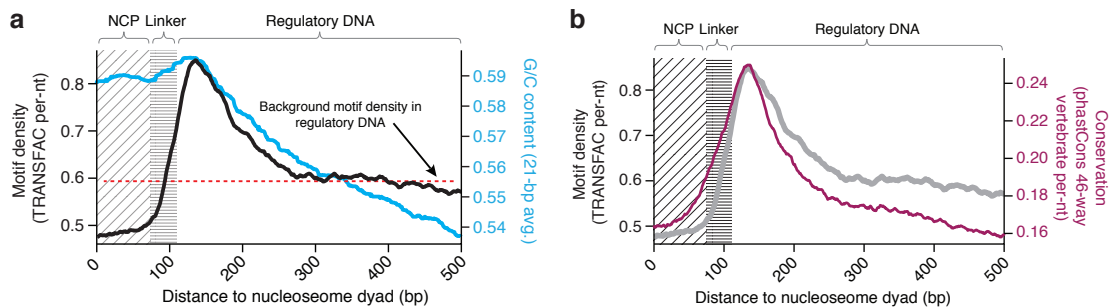 a
NCP Linker Regulatory DNA
Motif density
(TRANSFAC per-nt)
0.8
0.7
0.6
0.5
Background motif density in
regulatory DNA
0.59
0.58
0.57
0.56
0.55
0.54
G/C content (21-bp avg.)
0 100 200 300 400 500
Distance to nucleoseome dyad (bp)
b
NCP Linker Regulatory DNA
Motif density
(TRANSFAC per-nt)
0.8
0.7
0.6
0.5
0.24
0.22
0.20
0.18
0.16
Conservation
(phastCons 46-way
vertebrate per-nt)
0 100 200 300 400 500
Distance to nucleoseome dyad (bp)